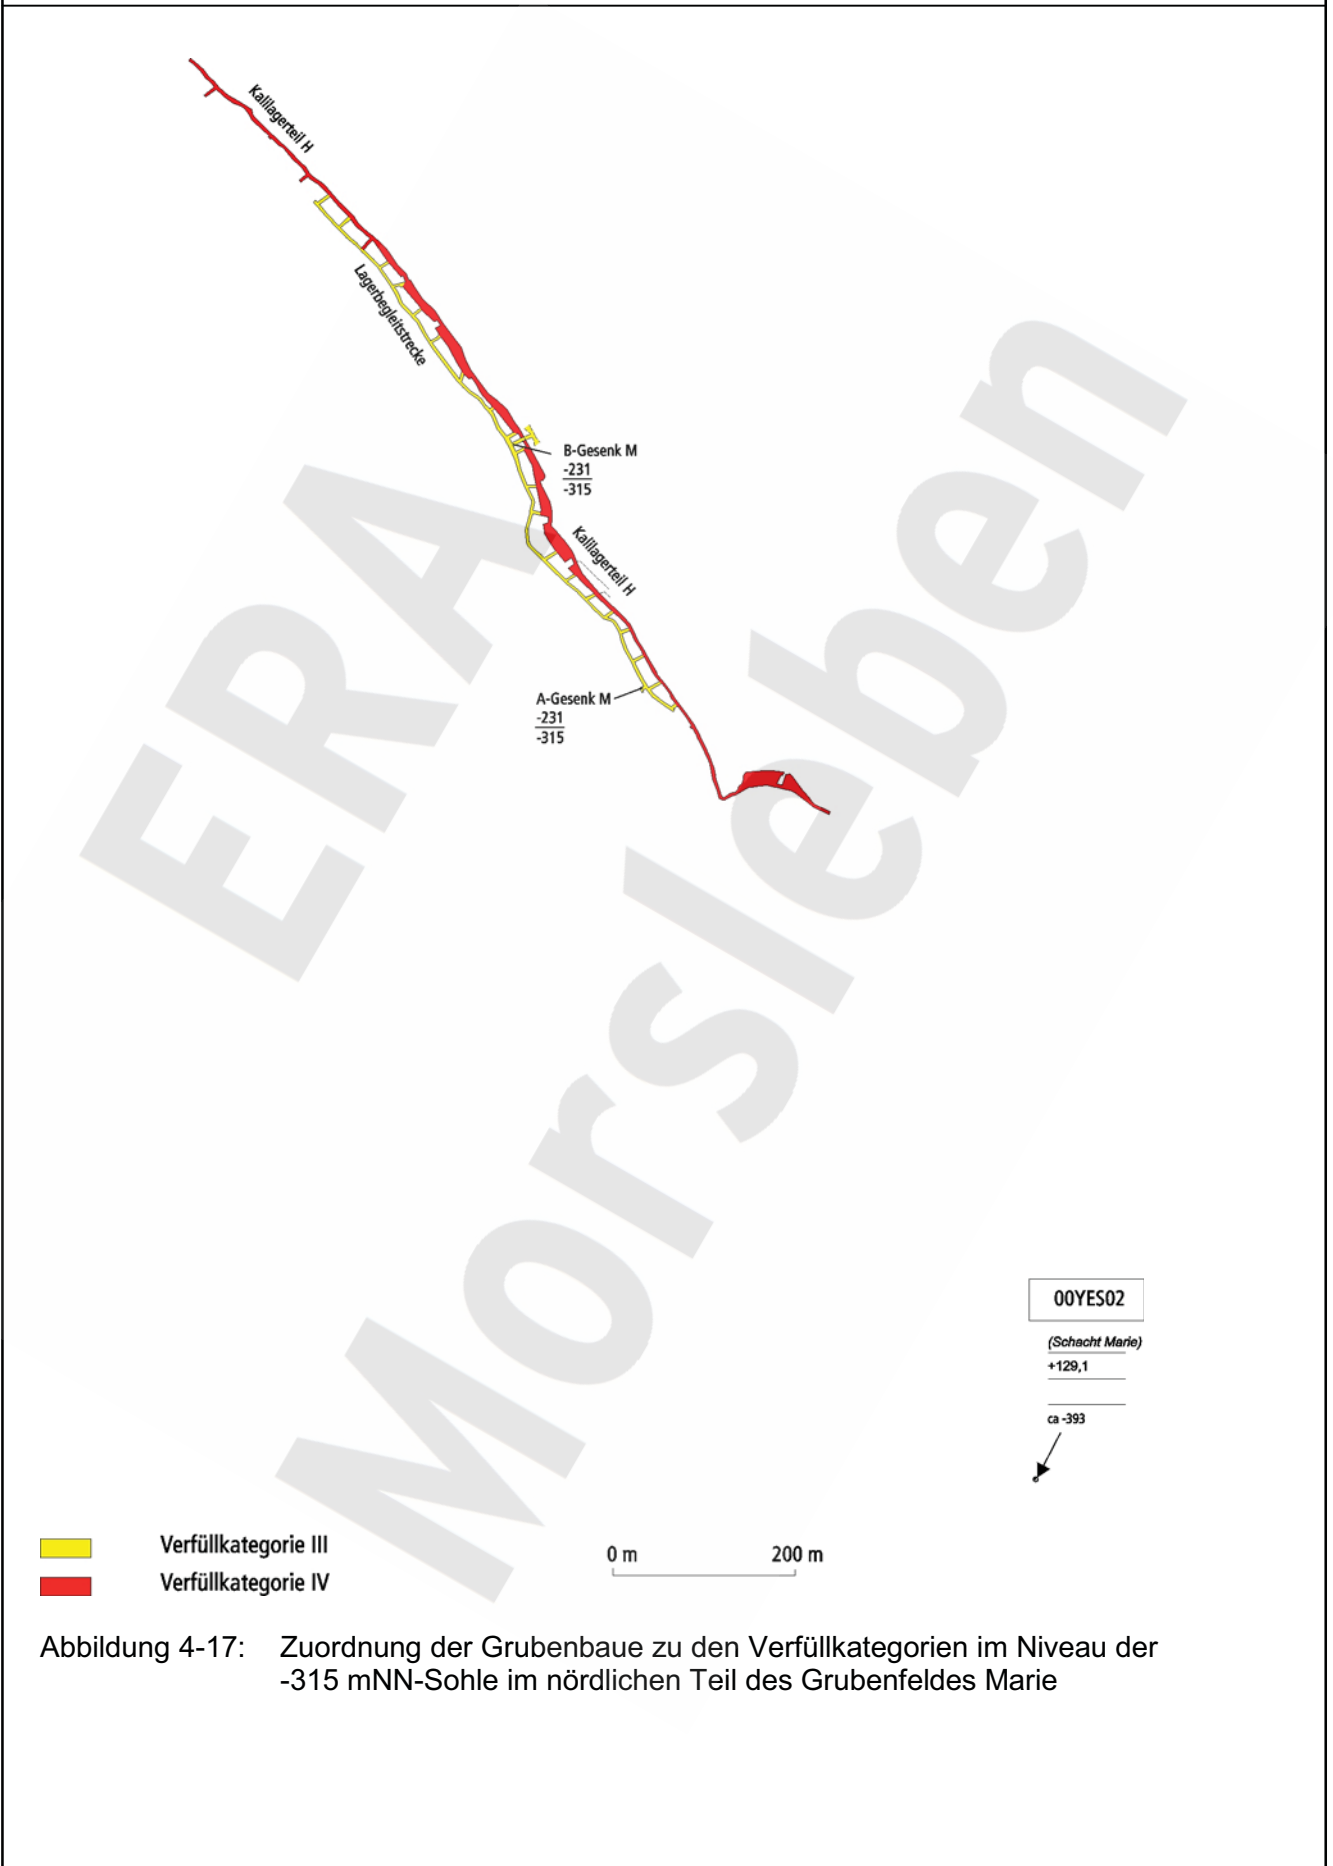 Kalilagerteil H
Lagerbegleitstrecke
B-Gesenk M
-231
-315
Kalilagerteil H
A-Gesenk M
-231
-315
ERA
Morsleben
00YES02
(Schacht Marie)
+129,1
ca -393
Verfüllkategorie III
Verfüllkategorie IV
0 m 200 m
Abbildung 4-17: Zuordnung der Grubenbaue zu den Verfüllkategorien im Niveau der
-315 mNN-Sohle im nördlichen Teil des Grubenfeldes Marie